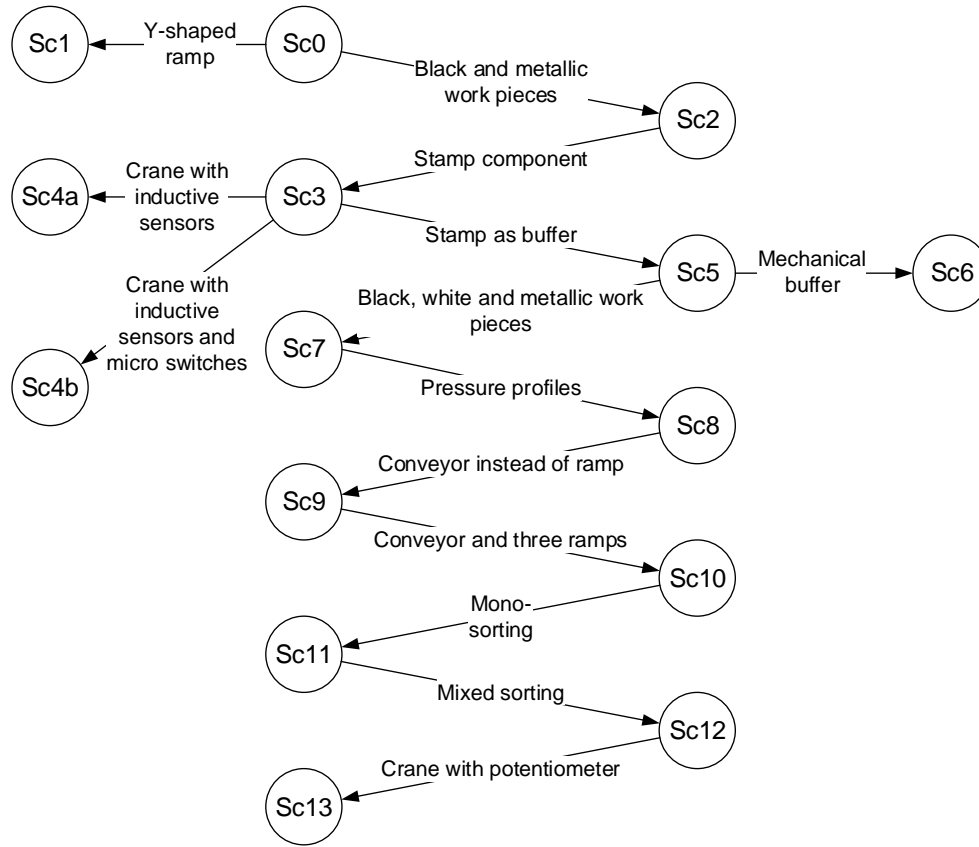 Sc1
Y-shaped
ramp
Sc0
Black and metallic
work pieces
Sc2
Stamp component
Sc4a
Crane with
inductive
sensors
Sc3
Stamp as buffer
Sc5
Mechanical
buffer
Sc6
Crane with
inductive
sensors and
micro switches
Sc4b
Black, white and metallic work
pieces
Sc7
Pressure profiles
Sc8
Conveyor instead of ramp
Sc9
Conveyor and three ramps
Sc10
Mono-
sorting
Sc11
Mixed sorting
Sc12
Crane with potentiometer
Sc13